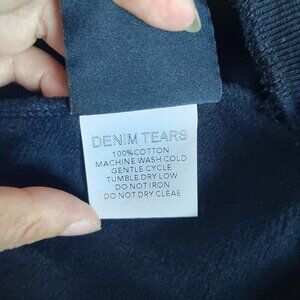 DENIM TEARS
100%COTTON
MACHINE WASH COLD
GENTLE CYCLE
TUMBLE DRY LOW
DO NOT IRON
DO NOT DRY CLEAE